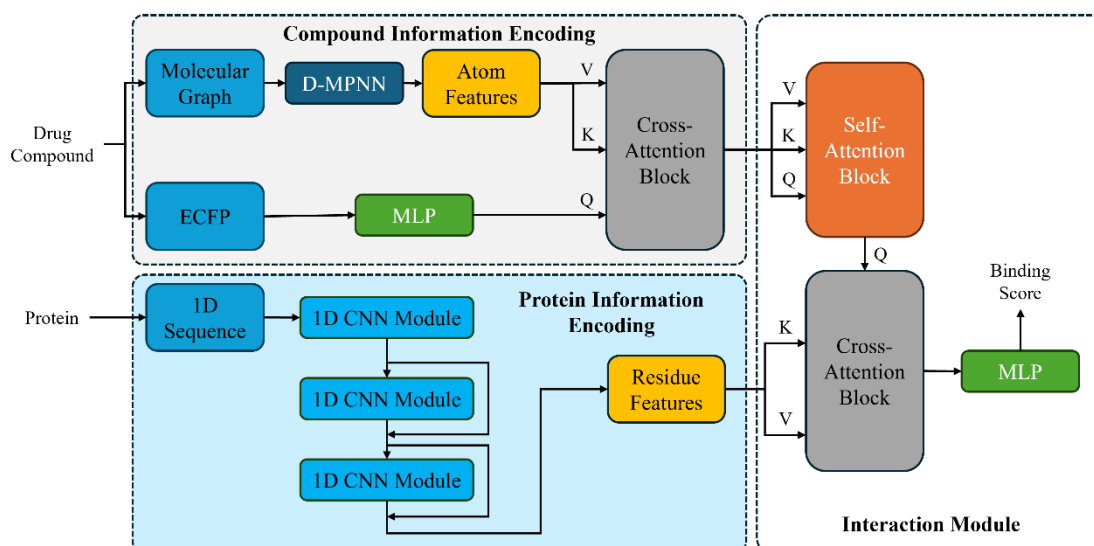 Compound Information Encoding
Drug
Compound
Molecular
Graph
D-MPNN
Atom
Features
V
K
Cross-
Attention
Block
ECFP
MLP
Q
V
K
Q
Self-
Attention
Block
Q
Protein
1D
Sequence
Protein Information
Encoding
1D CNN Module
1D CNN Module
1D CNN Module
Residue
Features
K
V
Cross-
Attention
Block
Binding
Score
MLP
Interaction Module